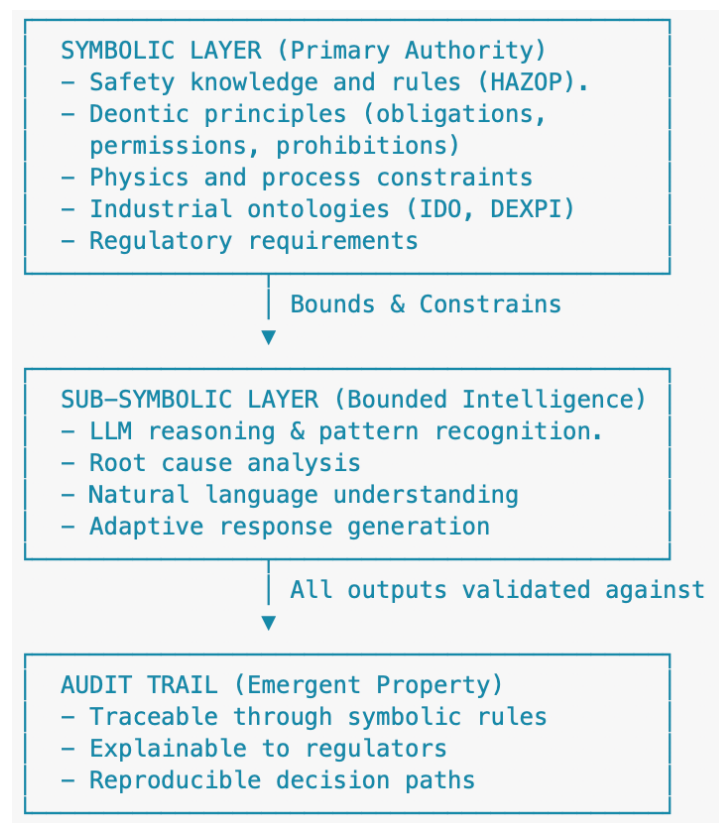 SYMBOLIC LAYER (Primary Authority)
- Safety knowledge and rules (HAZOP).
- Deontic principles (obligations,
permissions, prohibitions)
- Physics and process constraints
- Industrial ontologies (IDO, DEXPI)
- Regulatory requirements
Bounds & Constrains
SUB-SYMBOLIC LAYER (Bounded Intelligence)
- LLM reasoning & pattern recognition.
- Root cause analysis
- Natural language understanding
- Adaptive response generation
All outputs validated against
AUDIT TRAIL (Emergent Property)
- Traceable through symbolic rules
- Explainable to regulators
- Reproducible decision paths